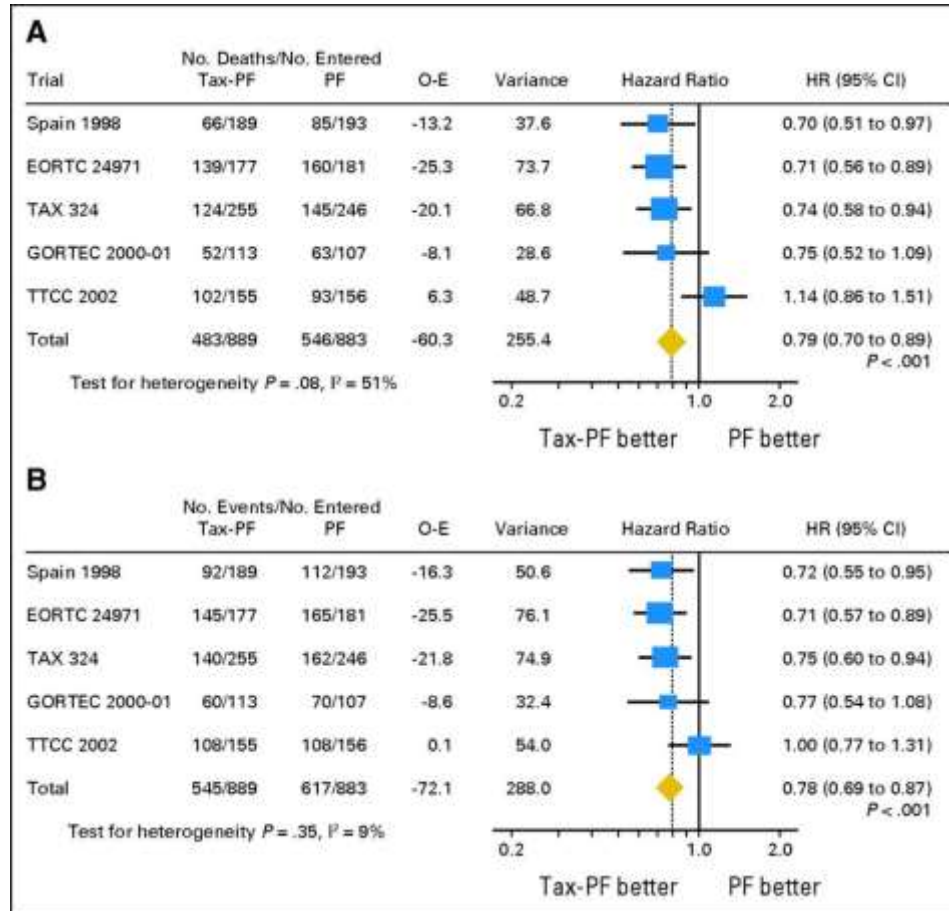 A
No. Deaths/No. Entered
Trial Tax-PF PF O-E Variance Hazard Ratio HR (95% CI)
Spain 1998 66/189 85/193 -13.2 37.6 0.70 (0.51 to 0.97)
EORTC 24971 139/177 160/181 -25.3 73.7 0.71 (0.56 to 0.89)
TAX 324 124/255 145/246 -20.1 66.8 0.74 (0.58 to 0.94)
GORTEC 2000-01 52/113 63/107 -8.1 28.6 0.75 (0.52 to 1.09)
TTCC 2002 102/155 93/156 6.3 48.7 1.14 (0.86 to 1.51)
Total 483/889 546/883 -60.3 255.4 0.79 (0.70 to 0.89)
P < .001
Test for heterogeneity P = .08, I² = 51%
0.2 1.0 2.0
Tax-PF better PF better
B
No. Events/No. Entered
Tax-PF PF O-E Variance Hazard Ratio HR (95% CI)
Spain 1998 92/189 112/193 -16.3 50.6 0.72 (0.55 to 0.95)
EORTC 24971 145/177 165/181 -25.5 76.1 0.71 (0.57 to 0.89)
TAX 324 140/255 162/246 -21.8 74.9 0.75 (0.60 to 0.94)
GORTEC 2000-01 60/113 70/107 -8.6 32.4 0.77 (0.54 to 1.08)
TTCC 2002 108/155 108/156 0.1 54.0 1.00 (0.77 to 1.31)
Total 545/889 617/883 -72.1 288.0 0.78 (0.69 to 0.87)
P < .001
Test for heterogeneity P = .35, I² = 9%
0.2 1.0 2.0
Tax-PF better PF better